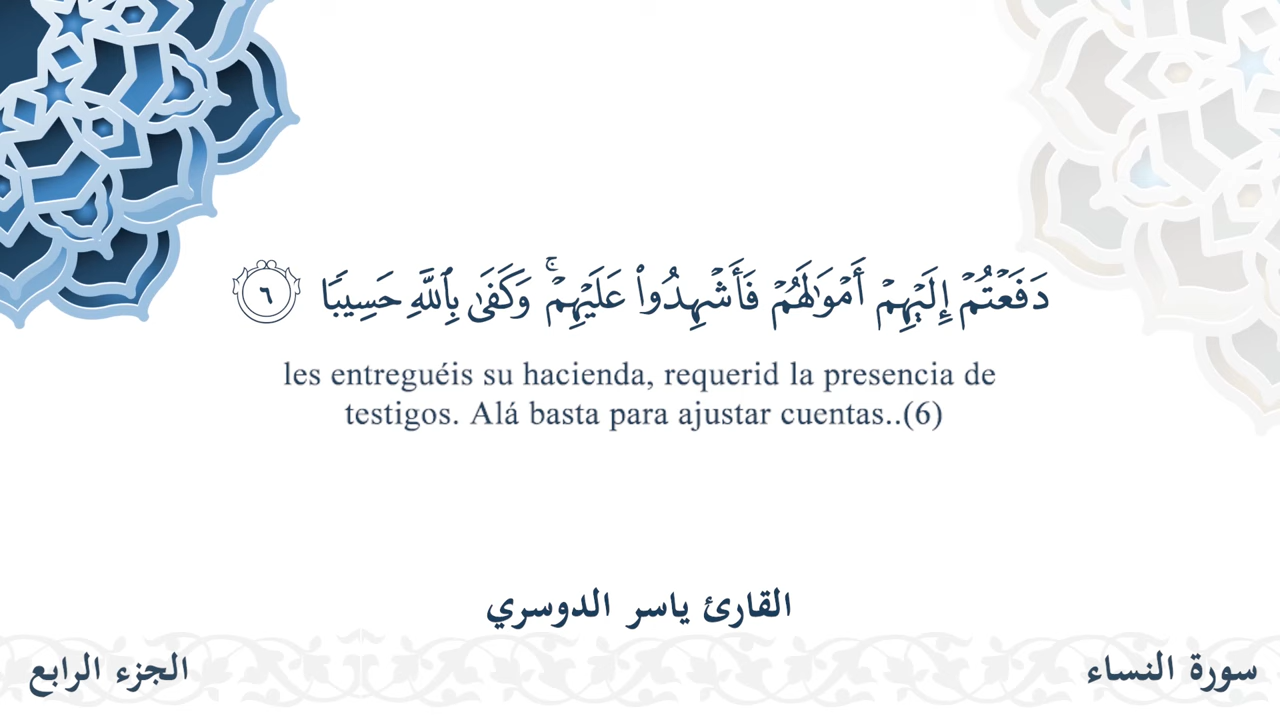 دَفَعْتُمْ إِلَيْهِمْ أَمْوَٰلَهُمْ فَأَشْهِدُوا۟ عَلَيْهِمْ ۚ وَكَفَىٰ بِٱللَّهِ حَسِيبًا ٦
les entreguéis su hacienda, requerid la presencia de
testigos. Alá basta para ajustar cuentas..(6)
القارئ ياسر الدوسري
سورة النساء
الجزء الرابع